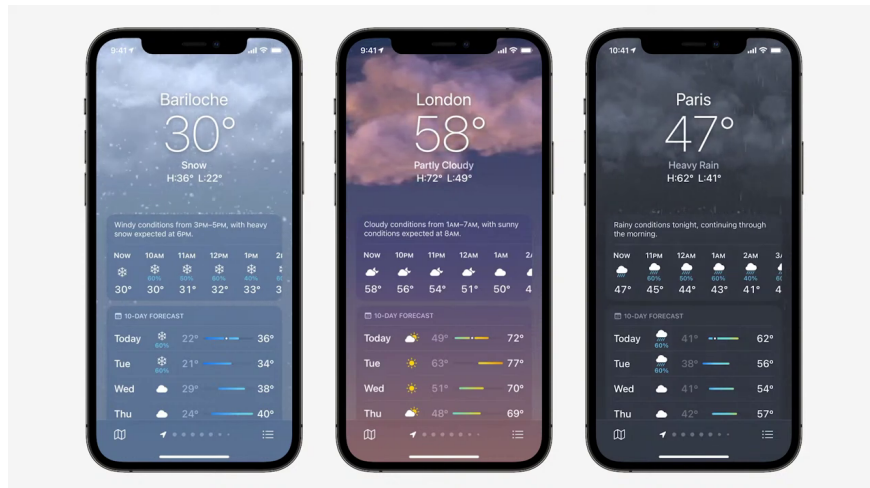 9:41
Bariloche
30°
Snow
H:36° L:22°
Windy conditions from 3PM–5PM, with heavy
snow expected at 6PM.
Now 10AM 11AM 12PM 1PM
60% 50% 80% 40%
30° 30° 31° 32° 33°
10-DAY FORECAST
Today 60% 22° 36°
Tue 60% 21° 34°
Wed 29° 38°
Thu 24° 40°
9:41
London
58°
Partly Cloudy
H:72° L:49°
Cloudy conditions from 1AM–7AM, with sunny
conditions expected at 8AM.
Now 10PM 11PM 12AM 1AM
58° 56° 54° 51° 50°
10-DAY FORECAST
Today 49° 72°
Tue 63° 77°
Wed 51° 70°
Thu 48° 69°
10:41
Paris
47°
Heavy Rain
H:62° L:41°
Rainy conditions tonight, continuing through
the morning.
Now 11PM 12AM 1AM 2AM
60% 50% 60% 40%
47° 45° 44° 43° 41°
10-DAY FORECAST
Today 60% 41° 62°
Tue 60% 38° 56°
Wed 41° 54°
Thu 42° 57°